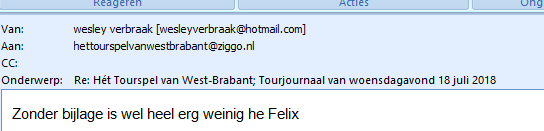 Reageren Acties
Van: wesley verbraak [wesleyverbraak@hotmail.com]
Aan: hettourspelvanwestbrabant@ziggo.nl
CC:
Onderwerp: Re: Hét Tourspel van West-Brabant; Tourjournaal van woensdagavond 18 juli 2018
Zonder bijlage is wel heel erg weinig he Felix